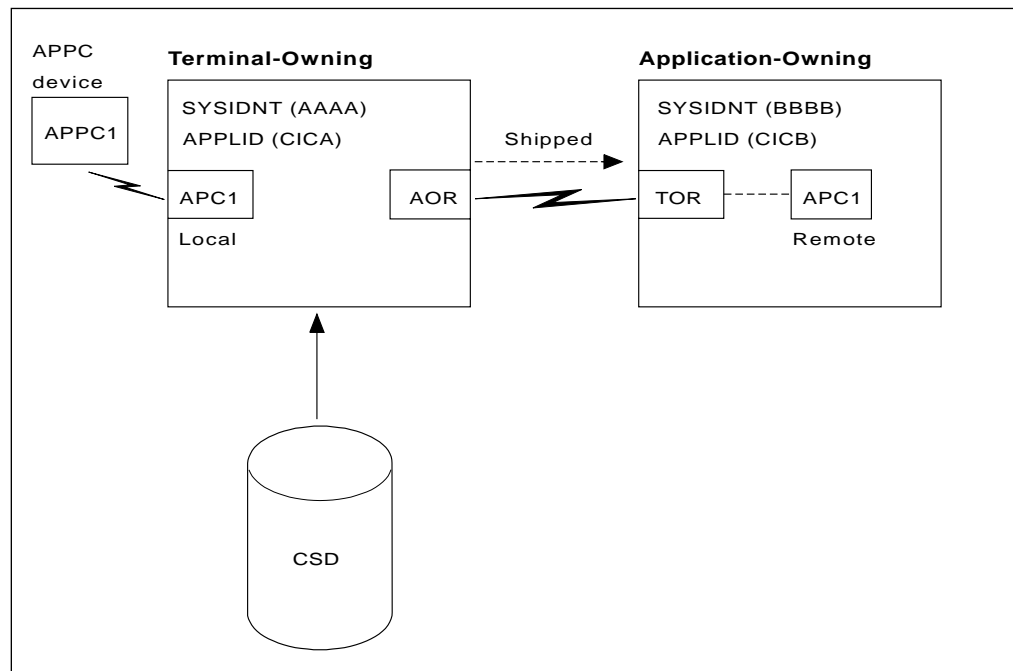 APPC
device
APPC1
Terminal-Owning
SYSIDNT (AAAA)
APPLID (CICA)
APC1
Local
AOR
Shipped
Application-Owning
SYSIDNT (BBBB)
APPLID (CICB)
TOR
APC1
Remote
CSD